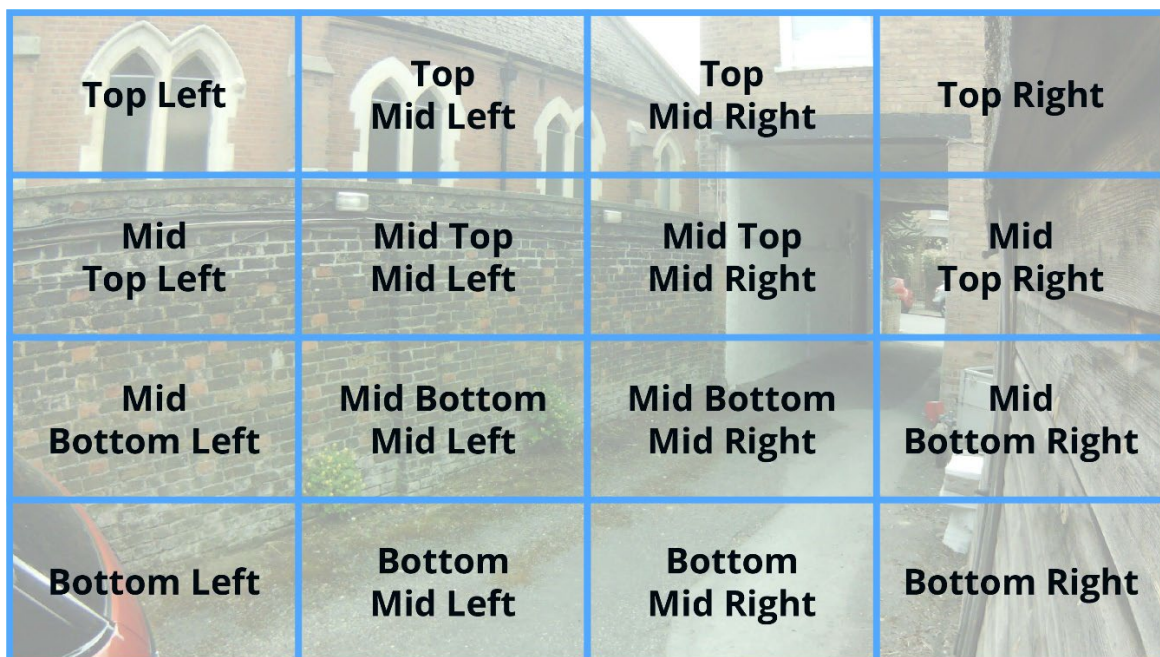 Top Left
Top
Mid Left
Top
Mid Right
Top Right
Mid
Top Left
Mid Top
Mid Left
Mid Top
Mid Right
Mid
Top Right
Mid
Bottom Left
Mid Bottom
Mid Left
Mid Bottom
Mid Right
Mid
Bottom Right
Bottom Left
Bottom
Mid Left
Bottom
Mid Right
Bottom Right